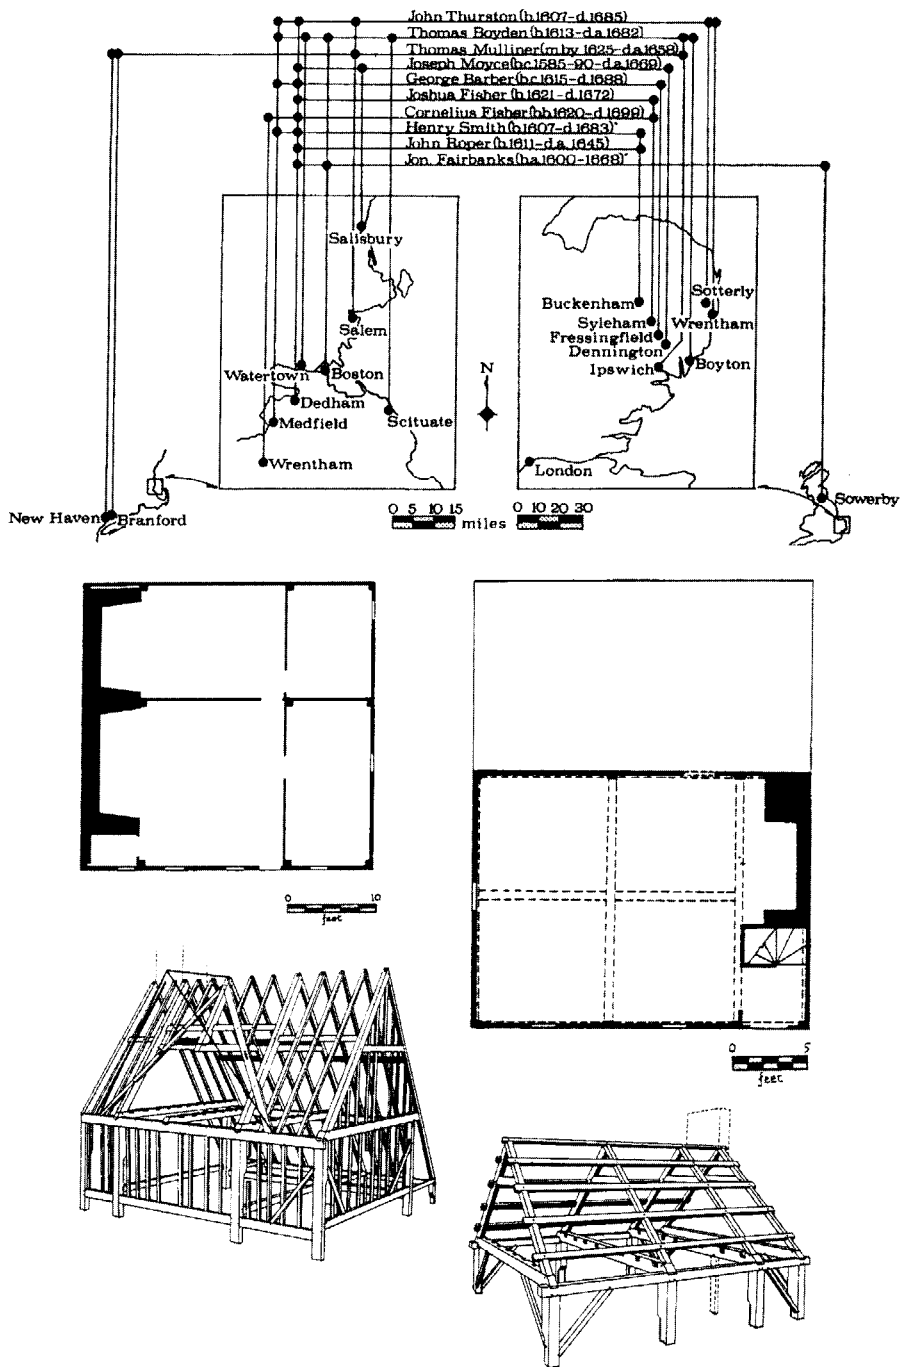 John Thurston (b.1607-d.1685)
Thomas Boyden (b.1613-d.a.1682)
Thomas Mulliner (m.by 1625-d.a.1658)
Joseph Moyce (b.c.1585-90-d.a.1669)
George Barber (b.c.1615-d.1688)
Joshua Fisher (b.1621-d.1672)
Cornelius Fisher (b.b.1620-d.1699)
Henry Smith (b.1607-d.1683)*
John Roper (b.1611-d.a. 1645)
Jon. Fairbanks (b.a.1600-1668)*
Salisbury
Salem
Watertown
Boston
Dedham
Medfield
Scituate
Wrentham
New Haven
Branford
N
Buckenham
Sotterly
Syleham
Wrentham
Fressingfield
Dennington
Ipswich
Boyton
London
Sowerby
0 5 10 15
miles
0 10 20 30
0 10
feet
0 5
feet